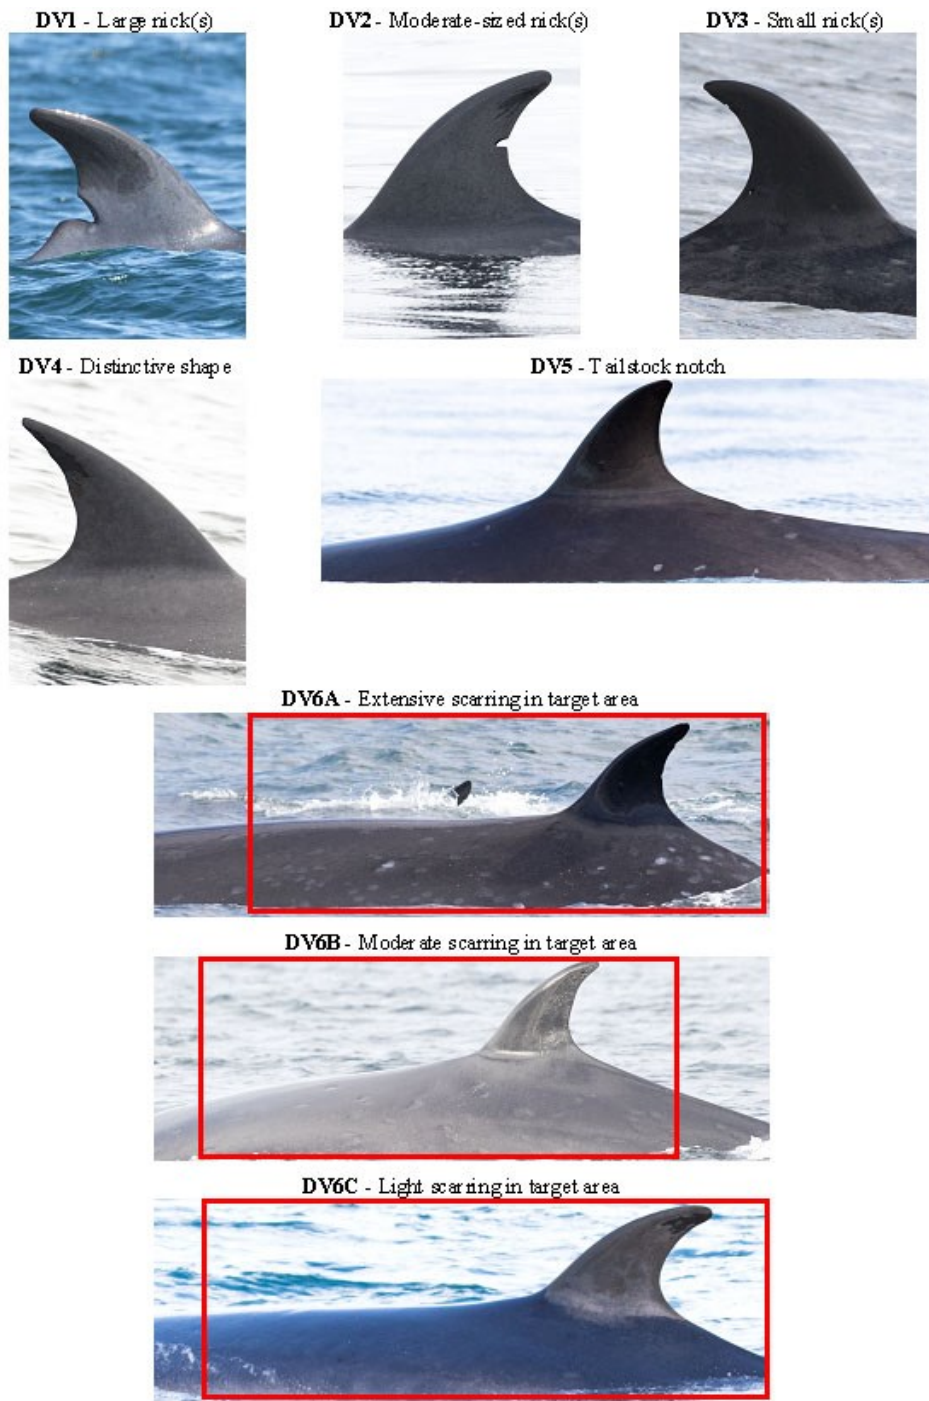 DV1 - Large nick(s)
DV2 - Moderate-sized nick(s)
DV3 - Small nick(s)
DV4 - Distinctive shape
DV5 - Tailstock notch
DV6A - Extensive scarring in target area
DV6B - Moderate scarring in target area
DV6C - Light scarring in target area